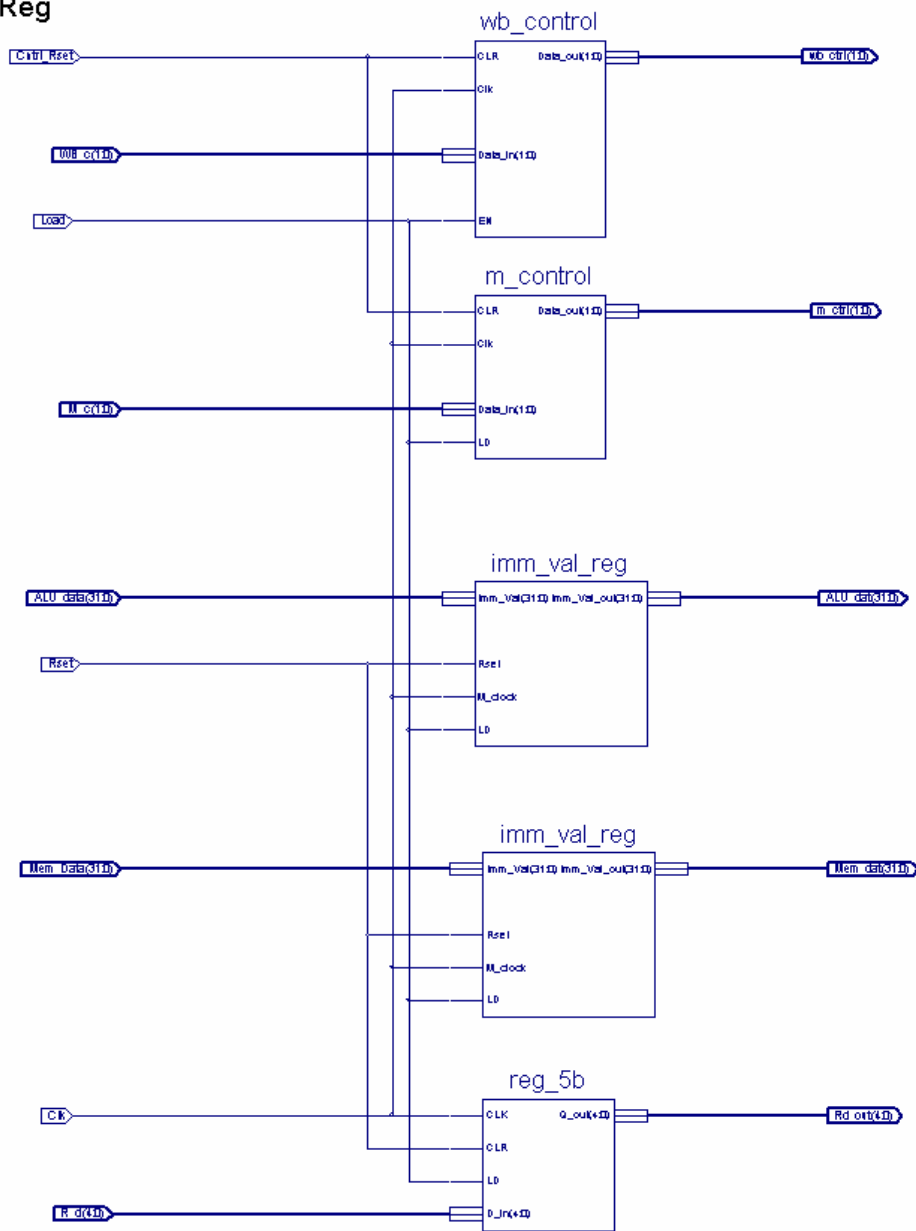 Reg
wb_control
Cntrl_Rset
CLR Data_out(1:0)
wb_ctrl(1:0)
Clk
WB_c(1:0)
Data_In(1:0)
Load
EN
m_control
CLR Data_out(1:0)
m_ctrl(1:0)
Clk
M_c(1:0)
Data_In(1:0)
LD
imm_val_reg
ALU_data(31:0)
Imm_Val(31:0) Imm_Val_out(31:0)
ALU_dat(31:0)
Rset
Rset
M_clock
LD
imm_val_reg
Mem_Data(31:0)
Imm_Val(31:0) Imm_Val_out(31:0)
Mem_dat(31:0)
Rset
M_clock
LD
reg_5b
Clk
CLK Q_out(4:0)
Rd_out(4:0)
CLR
LD
R_d(4:0)
D_In(4:0)